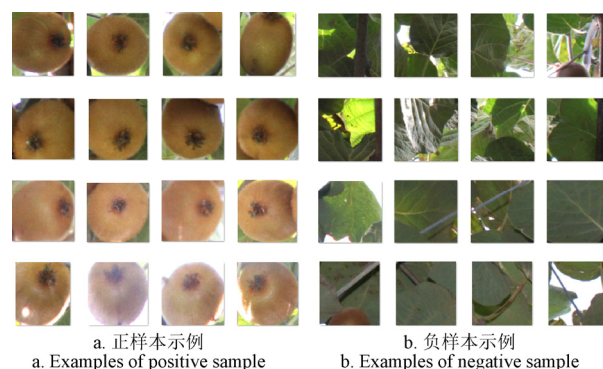 a. 正样本示例
a. Examples of positive sample
b. 负样本示例
b. Examples of negative sample